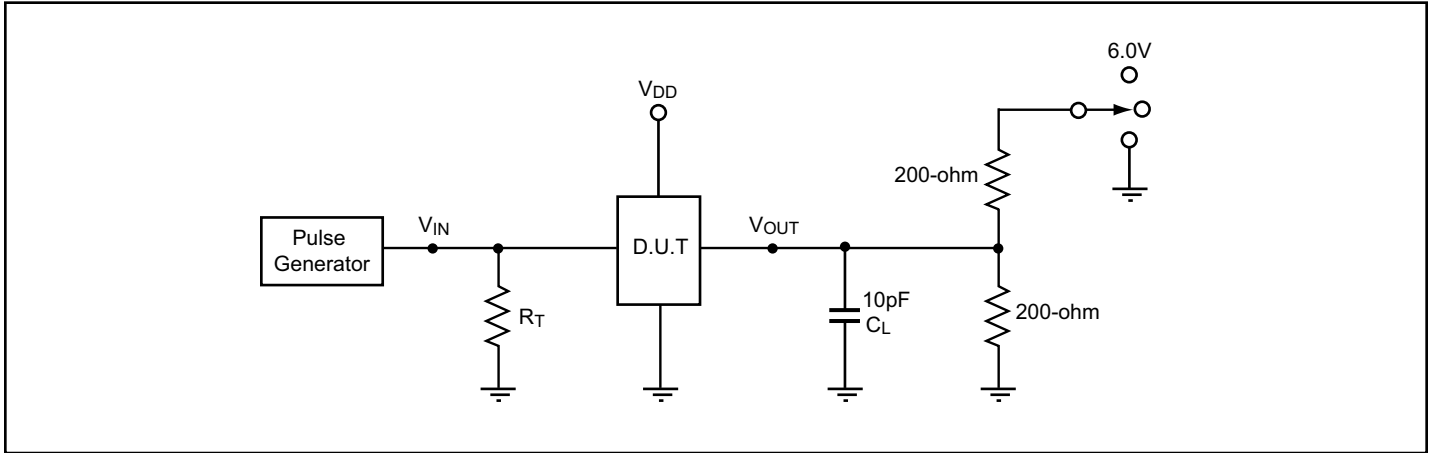 6.0V
VDD
200-ohm
Pulse
Generator
VIN
D.U.T
VOUT
RT
10pF
CL
200-ohm